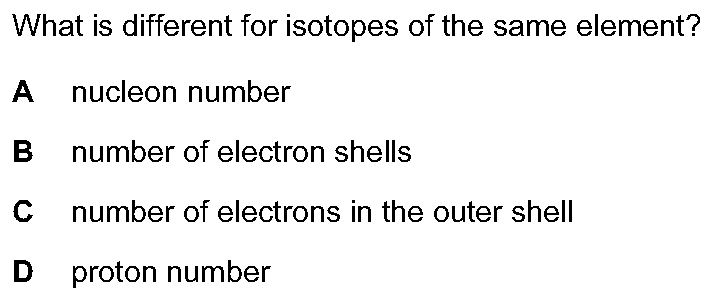 What is different for isotopes of the same element?
A nucleon number
B number of electron shells
C number of electrons in the outer shell
D proton number